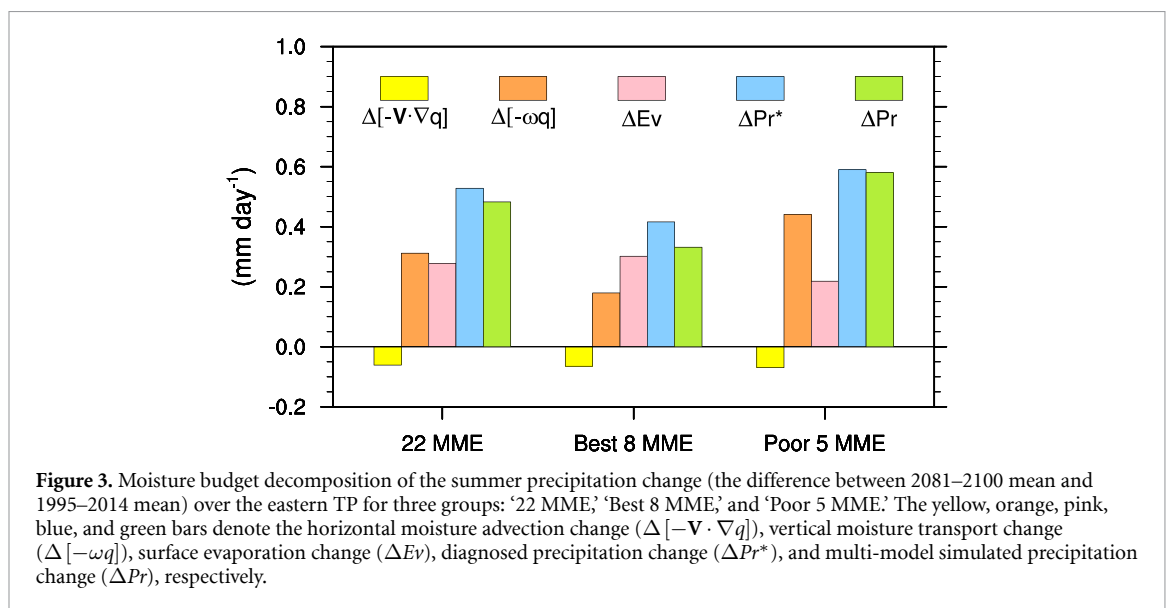 1.0
0.8
0.6
0.4
0.2
0.0
-0.2
(mm day⁻¹)
Δ[-V·∇q] Δ[-ωq] ΔEv ΔPr* ΔPr
22 MME Best 8 MME Poor 5 MME
Figure 3. Moisture budget decomposition of the summer precipitation change (the difference between 2081–2100 mean and
1995–2014 mean) over the eastern TP for three groups: ‘22 MME,’ ‘Best 8 MME,’ and ‘Poor 5 MME.’ The yellow, orange, pink,
blue, and green bars denote the horizontal moisture advection change (Δ [−V · ∇q]), vertical moisture transport change
(Δ [−ωq]), surface evaporation change (ΔEv), diagnosed precipitation change (ΔPr*), and multi-model simulated precipitation
change (ΔPr), respectively.